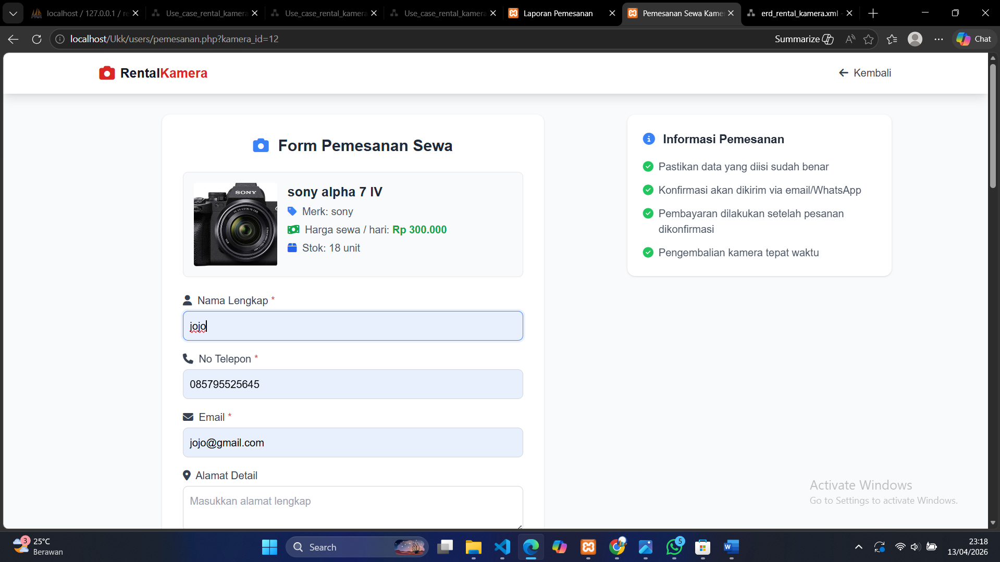 localhost / 127.0.0.1 / re
Use_case_rental_kamera
Use_case_rental_kamera
Use_case_rental_kamera
Laporan Pemesanan
Pemesanan Sewa Kamer
erd_rental_kamera.xml
localhost/Ukk/users/pemesanan.php?kamera_id=12
Summarize
Chat
RentalKamera
Kembali
Form Pemesanan Sewa
SONY
sony alpha 7 IV
Merk: sony
Harga sewa / hari: Rp 300.000
Stok: 18 unit
Nama Lengkap *
jojo
No Telepon *
085795525645
Email *
jojo@gmail.com
Alamat Detail
Masukkan alamat lengkap
Informasi Pemesanan
Pastikan data yang diisi sudah benar
Konfirmasi akan dikirim via email/WhatsApp
Pembayaran dilakukan setelah pesanan
dikonfirmasi
Pengembalian kamera tepat waktu
Activate Windows
Go to Settings to activate Windows.
3
25°C
Berawan
Search
5
23:18
13/04/2026